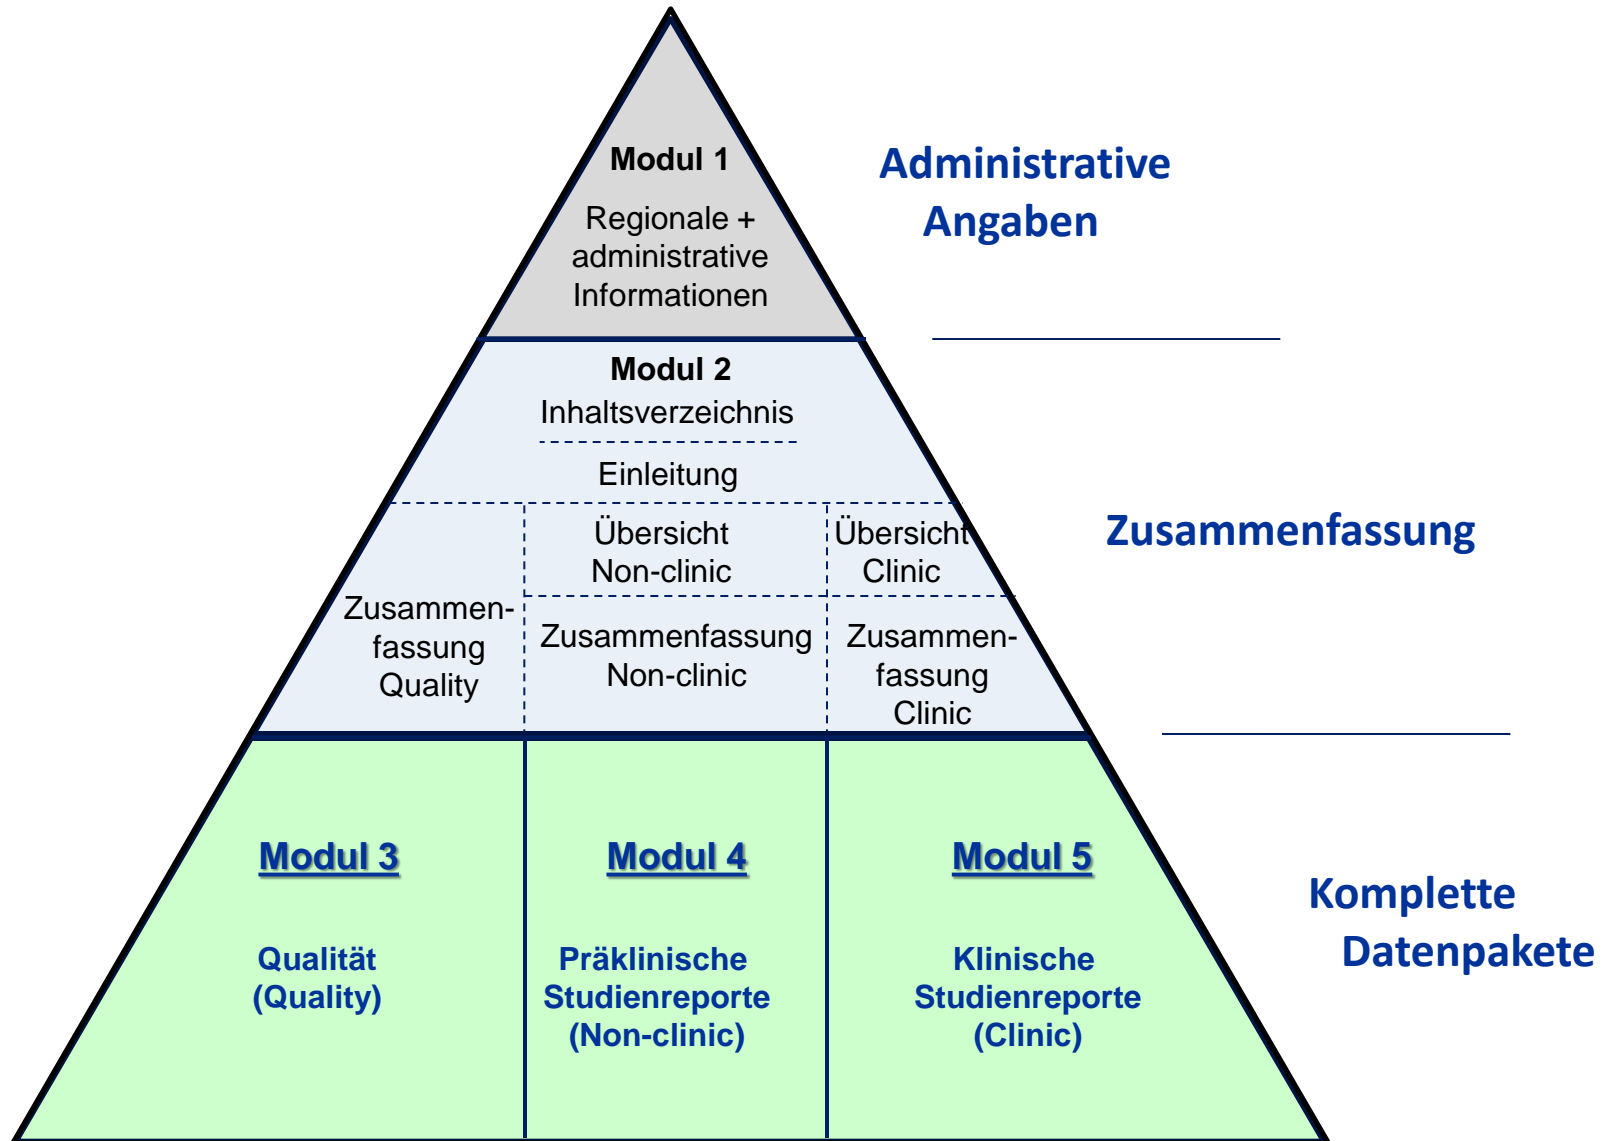 Modul 1
Regionale +
administrative
Informationen
Administrative
Angaben
Modul 2
Inhaltsverzeichnis
Einleitung
Zusammen-
fassung
Quality
Übersicht
Non-clinic
Zusammenfassung
Non-clinic
Übersicht
Clinic
Zusammen-
fassung
Clinic
Zusammenfassung
Modul 3
Qualität
(Quality)
Modul 4
Präklinische
Studienreporte
(Non-clinic)
Modul 5
Klinische
Studienreporte
(Clinic)
Komplette
Datenpakete